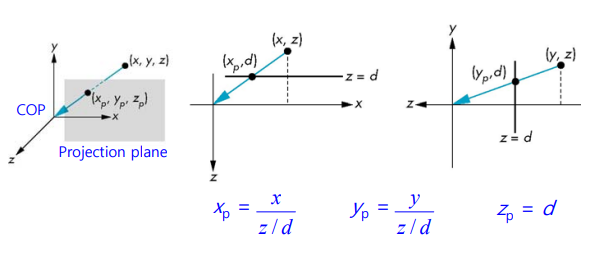 y
(x, y, z)
COP
(xₚ, yₚ, zₚ)
x
z
Projection plane
(x, z)
(xₚ,d)
z = d
x
z
y
(y, z)
(yₚ,d)
z
z = d
xₚ = x / (z / d)
yₚ = y / (z / d)
zₚ = d